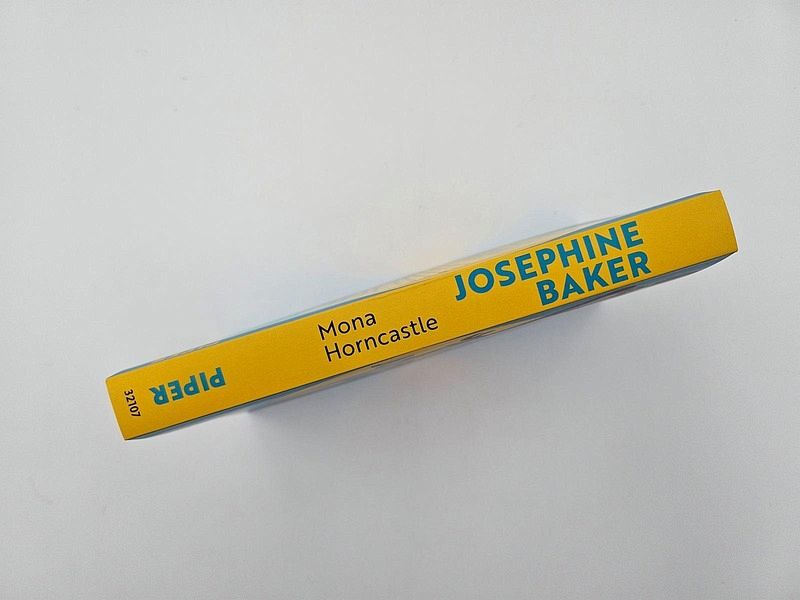 Mona
Horncastle
JOSEPHINE
BAKER
PIPER
32107